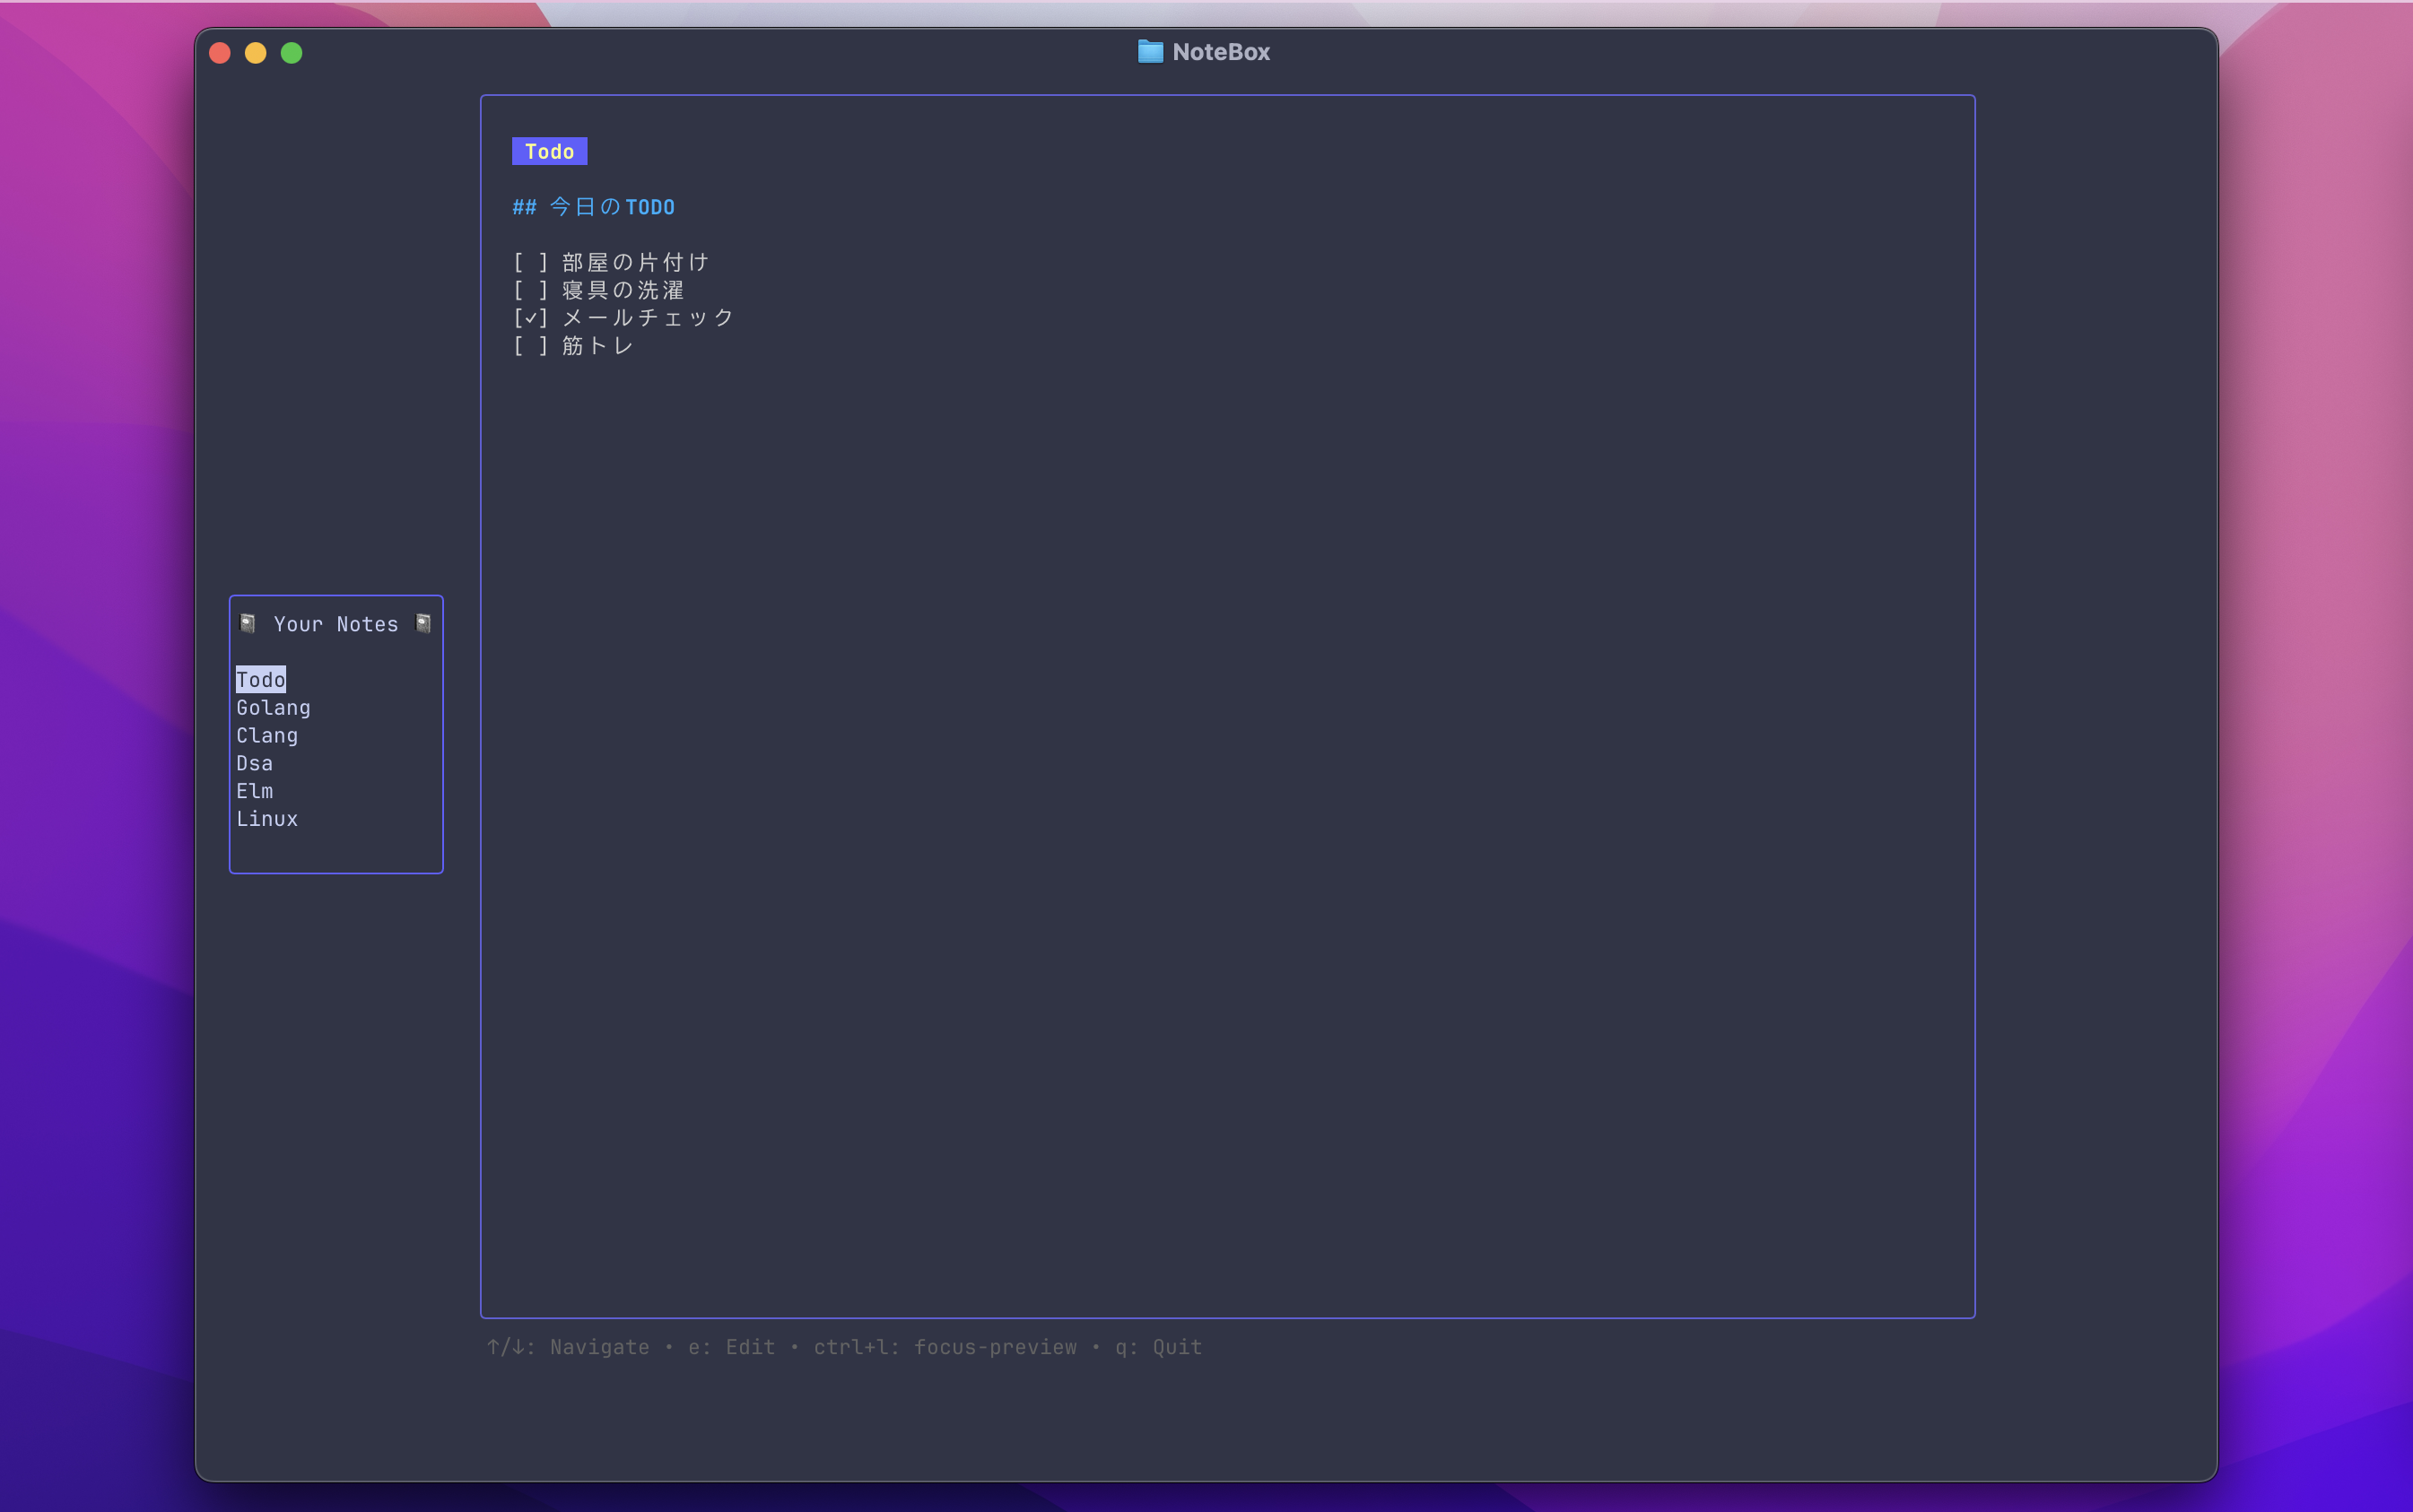 NoteBox
Todo
## 今日のTODO
[ ] 部屋の片付け
[ ] 寝具の洗濯
[✓] メールチェック
[ ] 筋トレ
Your Notes
Todo
Golang
Clang
Dsa
Elm
Linux
↑/↓: Navigate • e: Edit • ctrl+l: focus-preview • q: Quit